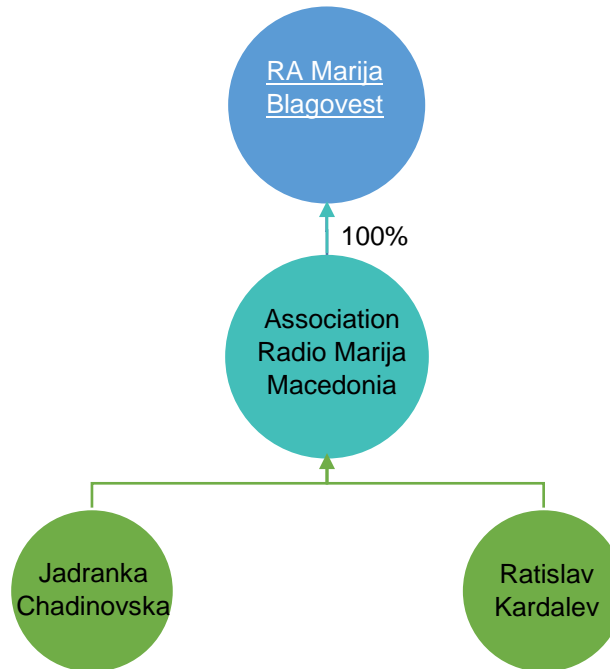 RA Marija
Blagovest
100%
Association
Radio Marija
Macedonia
Jadranka
Chadinovska
Ratislav
Kardalev